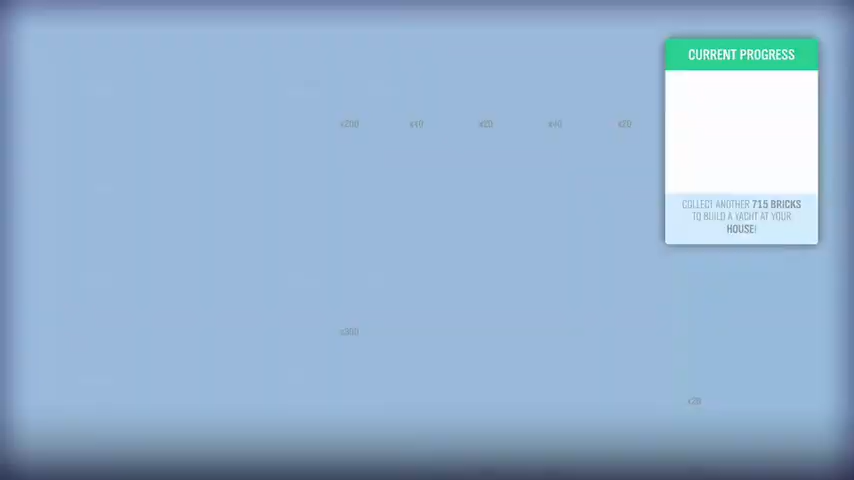 CURRENT PROGRESS
x200 x40 x20 x40 x20
COLLECT ANOTHER 715 BRICKS
TO BUILD A YACHT AT YOUR
HOUSE!
x300
x20